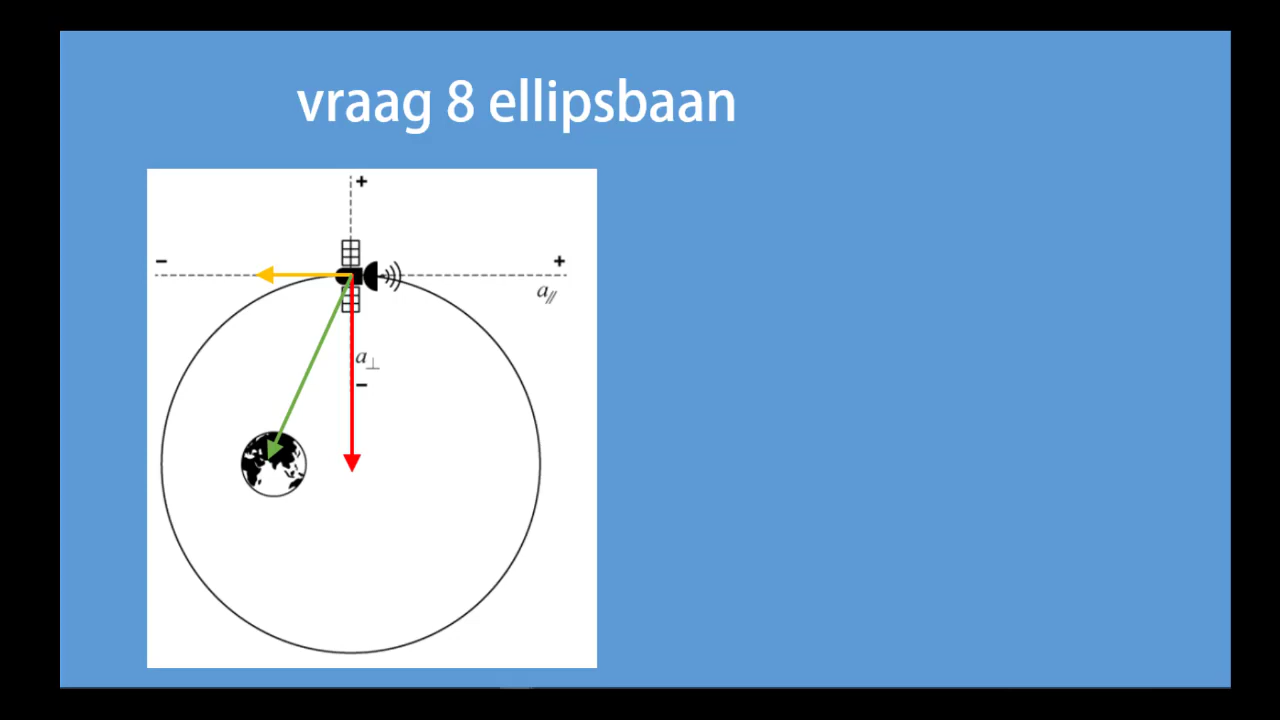 vraag 8 ellipsbaan
+
− +
a//
a⊥
−